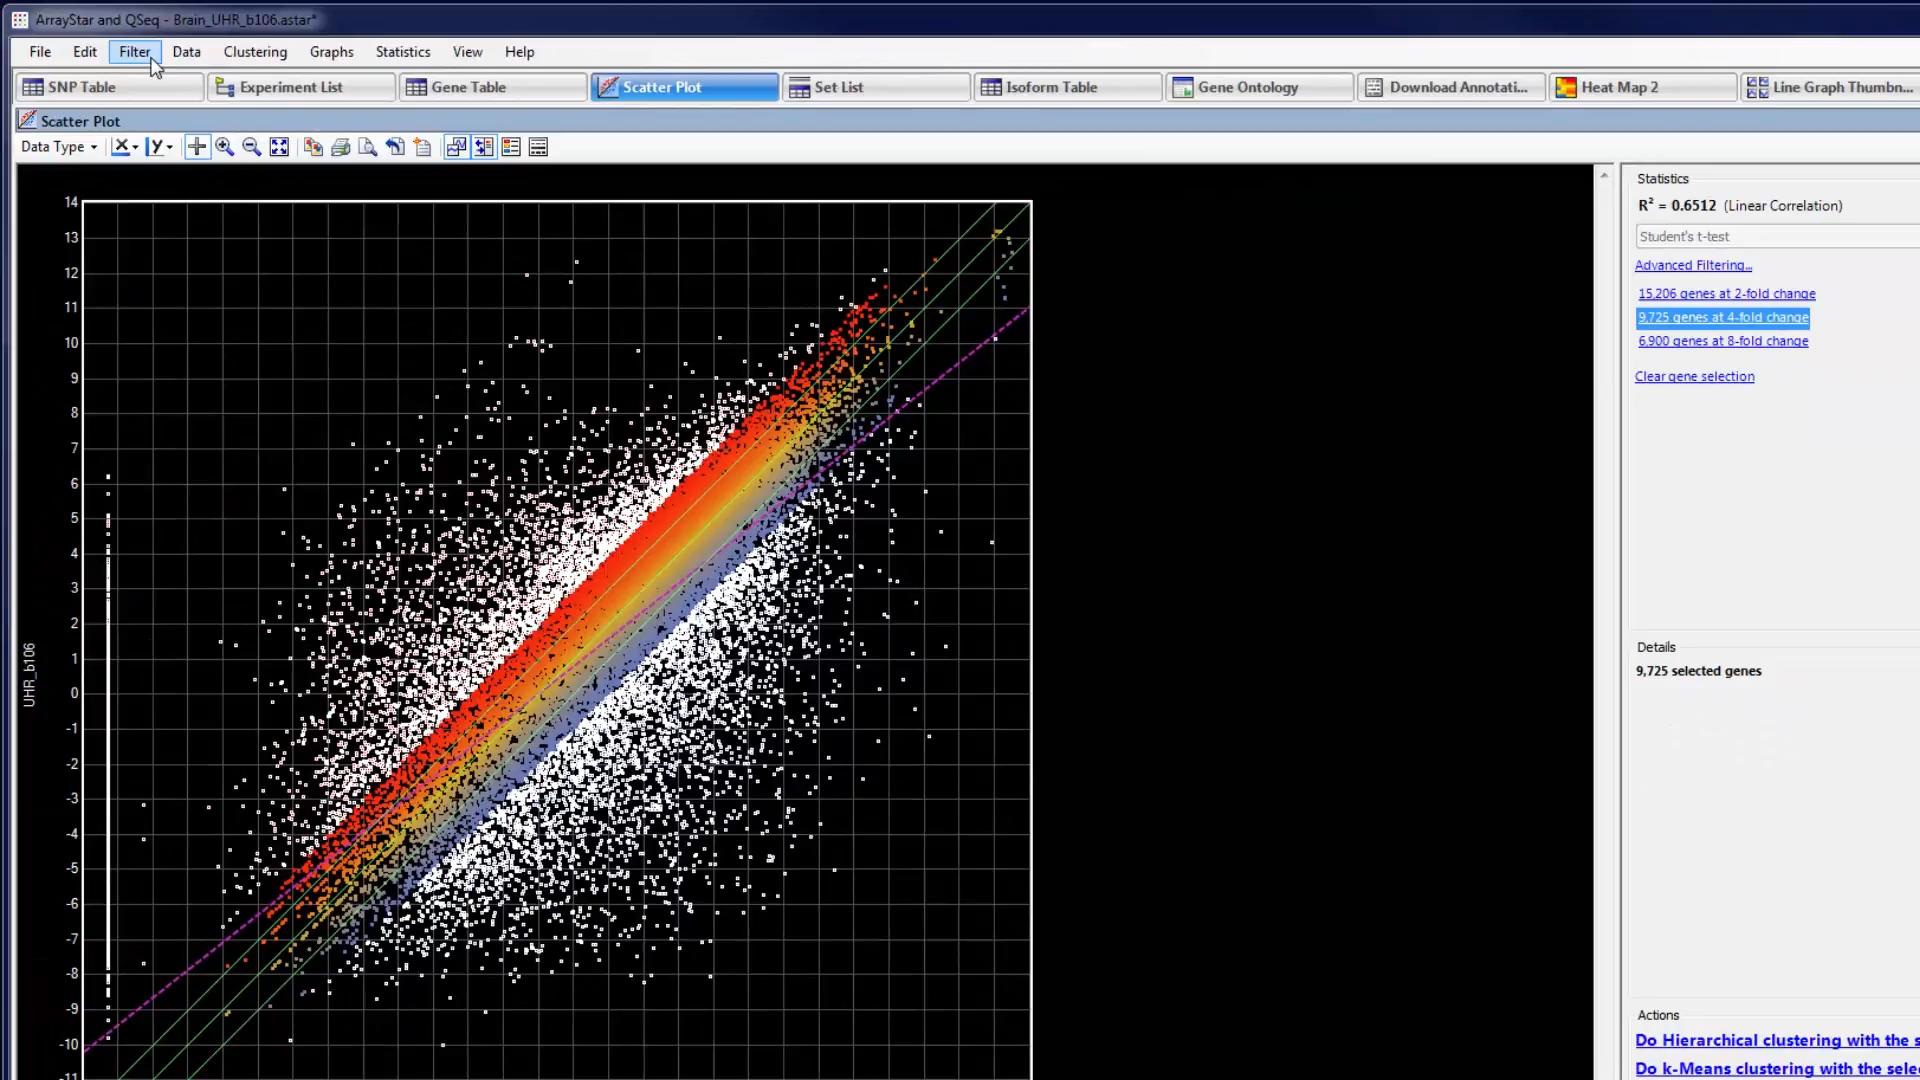 ArrayStar and QSeq - Brain_UHR_b106.astar*
File Edit Filter Data Clustering Graphs Statistics View Help
SNP Table Experiment List Gene Table Scatter Plot Set List Isoform Table Gene Ontology Download Annotati... Heat Map 2 Line Graph Thumbn...
Scatter Plot
Data Type X Y
Statistics
R² = 0.6512 (Linear Correlation)
Student's t-test
Advanced Filtering...
15,206 genes at 2-fold change
9,725 genes at 4-fold change
6,900 genes at 8-fold change
Clear gene selection
14
13
12
11
10
9
8
7
6
5
4
3
2
1
0
-1
-2
-3
-4
-5
-6
-7
-8
-9
-10
-11
UHR_b106
Details
9,725 selected genes
Actions
Do Hierarchical clustering with the s
Do k-Means clustering with the sele